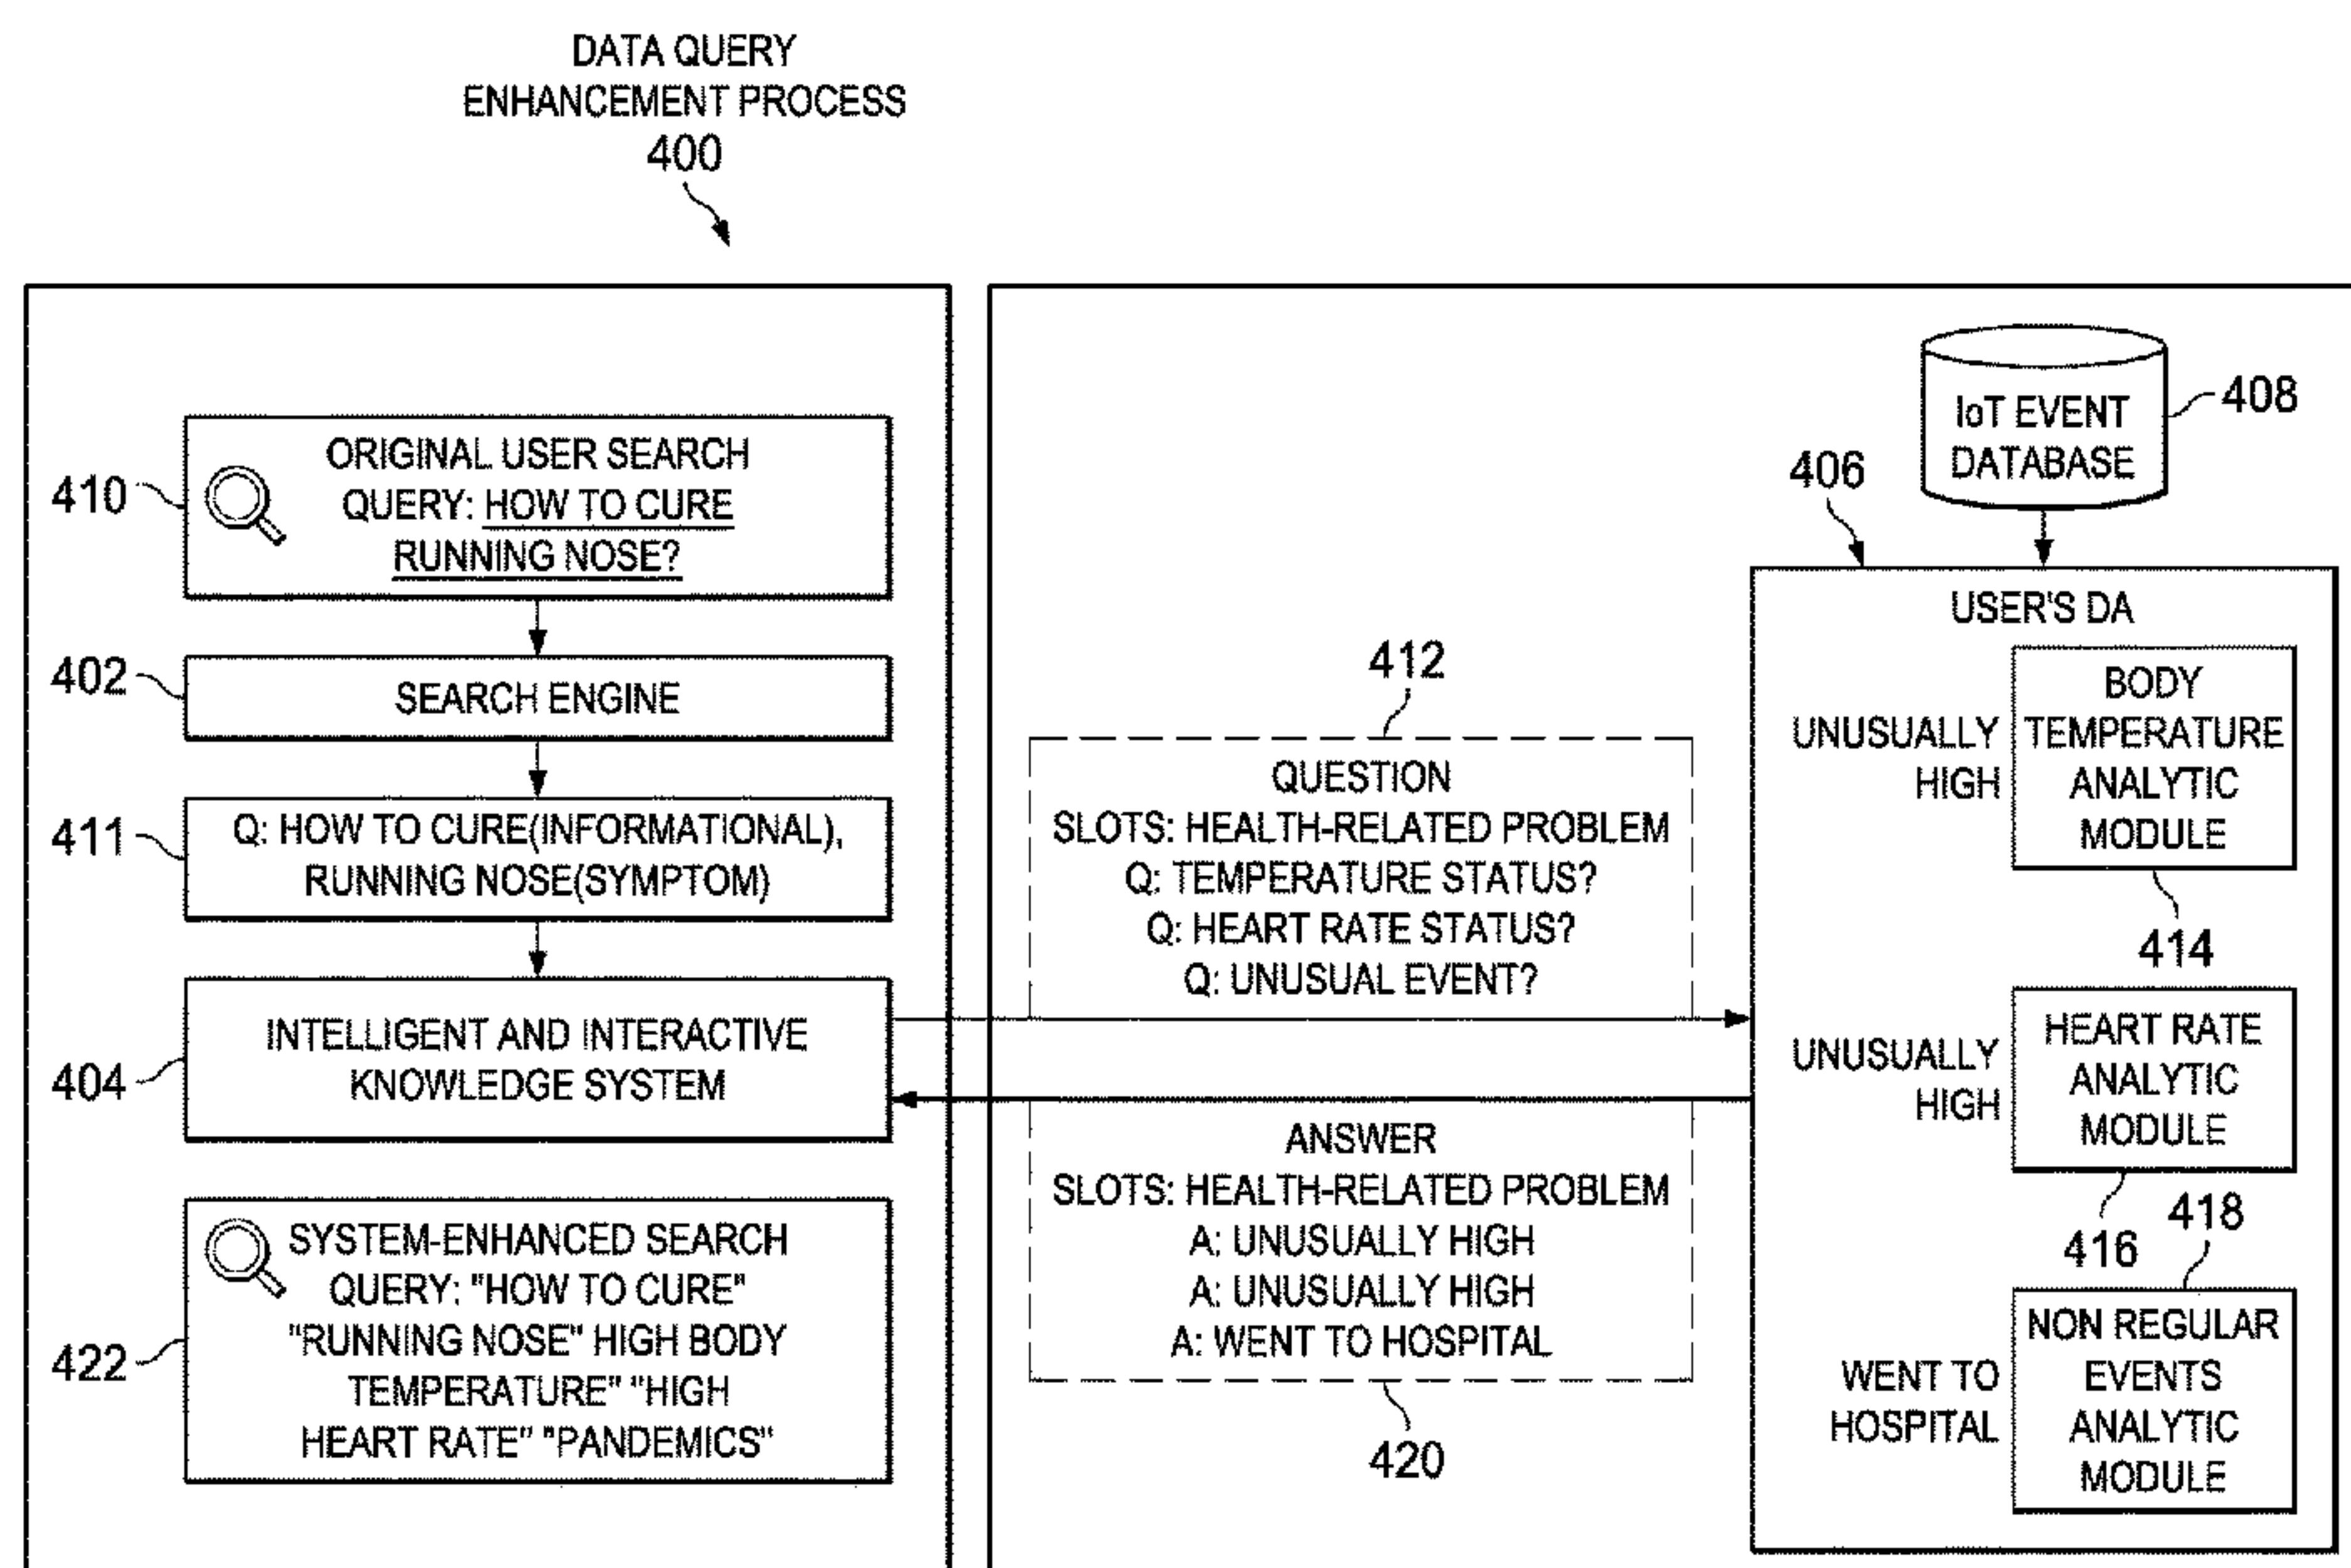 DATA QUERY
ENHANCEMENT PROCESS
400
410
ORIGINAL USER SEARCH
QUERY: HOW TO CURE
RUNNING NOSE?
402
SEARCH ENGINE
411
Q: HOW TO CURE(INFORMATIONAL),
RUNNING NOSE(SYMPTOM)
404
INTELLIGENT AND INTERACTIVE
KNOWLEDGE SYSTEM
422
SYSTEM-ENHANCED SEARCH
QUERY: "HOW TO CURE"
"RUNNING NOSE" HIGH BODY
TEMPERATURE" "HIGH
HEART RATE" "PANDEMICS"
412
QUESTION
SLOTS: HEALTH-RELATED PROBLEM
Q: TEMPERATURE STATUS?
Q: HEART RATE STATUS?
Q: UNUSUAL EVENT?
ANSWER
SLOTS: HEALTH-RELATED PROBLEM
A: UNUSUALLY HIGH
A: UNUSUALLY HIGH
A: WENT TO HOSPITAL
420
IoT EVENT
DATABASE
408
406
USER'S DA
UNUSUALLY
HIGH
BODY
TEMPERATURE
ANALYTIC
MODULE
414
UNUSUALLY
HIGH
HEART RATE
ANALYTIC
MODULE
416
418
WENT TO
HOSPITAL
NON REGULAR
EVENTS
ANALYTIC
MODULE